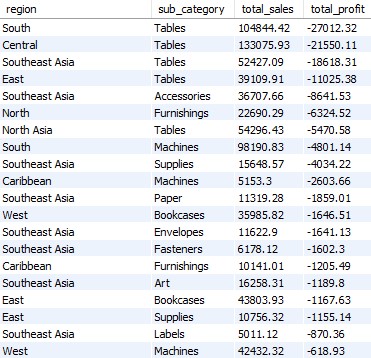 region sub_category total_sales total_profit
South Tables 104844.42 -27012.32
Central Tables 133075.93 -21550.11
Southeast Asia Tables 52427.09 -18618.31
East Tables 39109.91 -11025.38
Southeast Asia Accessories 36707.66 -8641.53
North Furnishings 22690.29 -6324.52
North Asia Tables 54296.43 -5470.58
South Machines 98190.83 -4801.14
Southeast Asia Supplies 15648.57 -4034.22
Caribbean Machines 5153.3 -2603.66
Southeast Asia Paper 11319.28 -1859.01
West Bookcases 35985.82 -1646.51
Southeast Asia Envelopes 11622.9 -1641.13
Southeast Asia Fasteners 6178.12 -1602.3
Caribbean Furnishings 10141.01 -1205.49
Southeast Asia Art 16258.31 -1189.8
East Bookcases 43803.93 -1167.63
East Supplies 10756.32 -1155.14
Southeast Asia Labels 5011.12 -870.36
West Machines 42432.32 -618.93